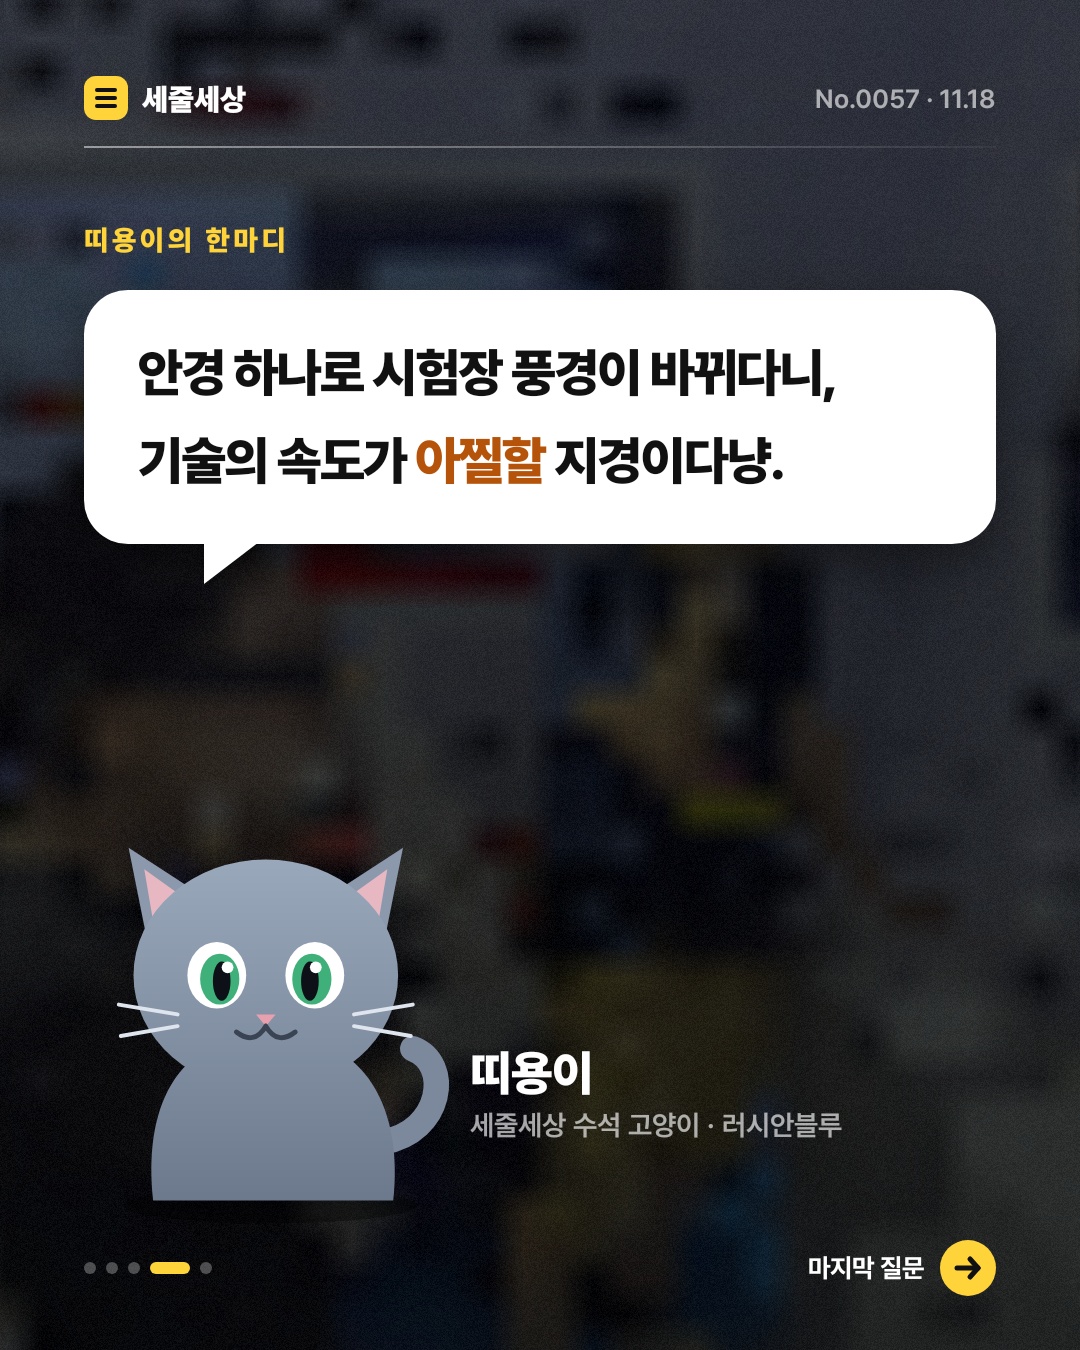 세줄세상
No.0057 · 11.18
띠용이의 한마디
안경 하나로 시험장 풍경이 바뀌다니,
기술의 속도가 아찔할 지경이다냥.
띠용이
세줄세상 수석 고양이 · 러시안블루
마지막 질문